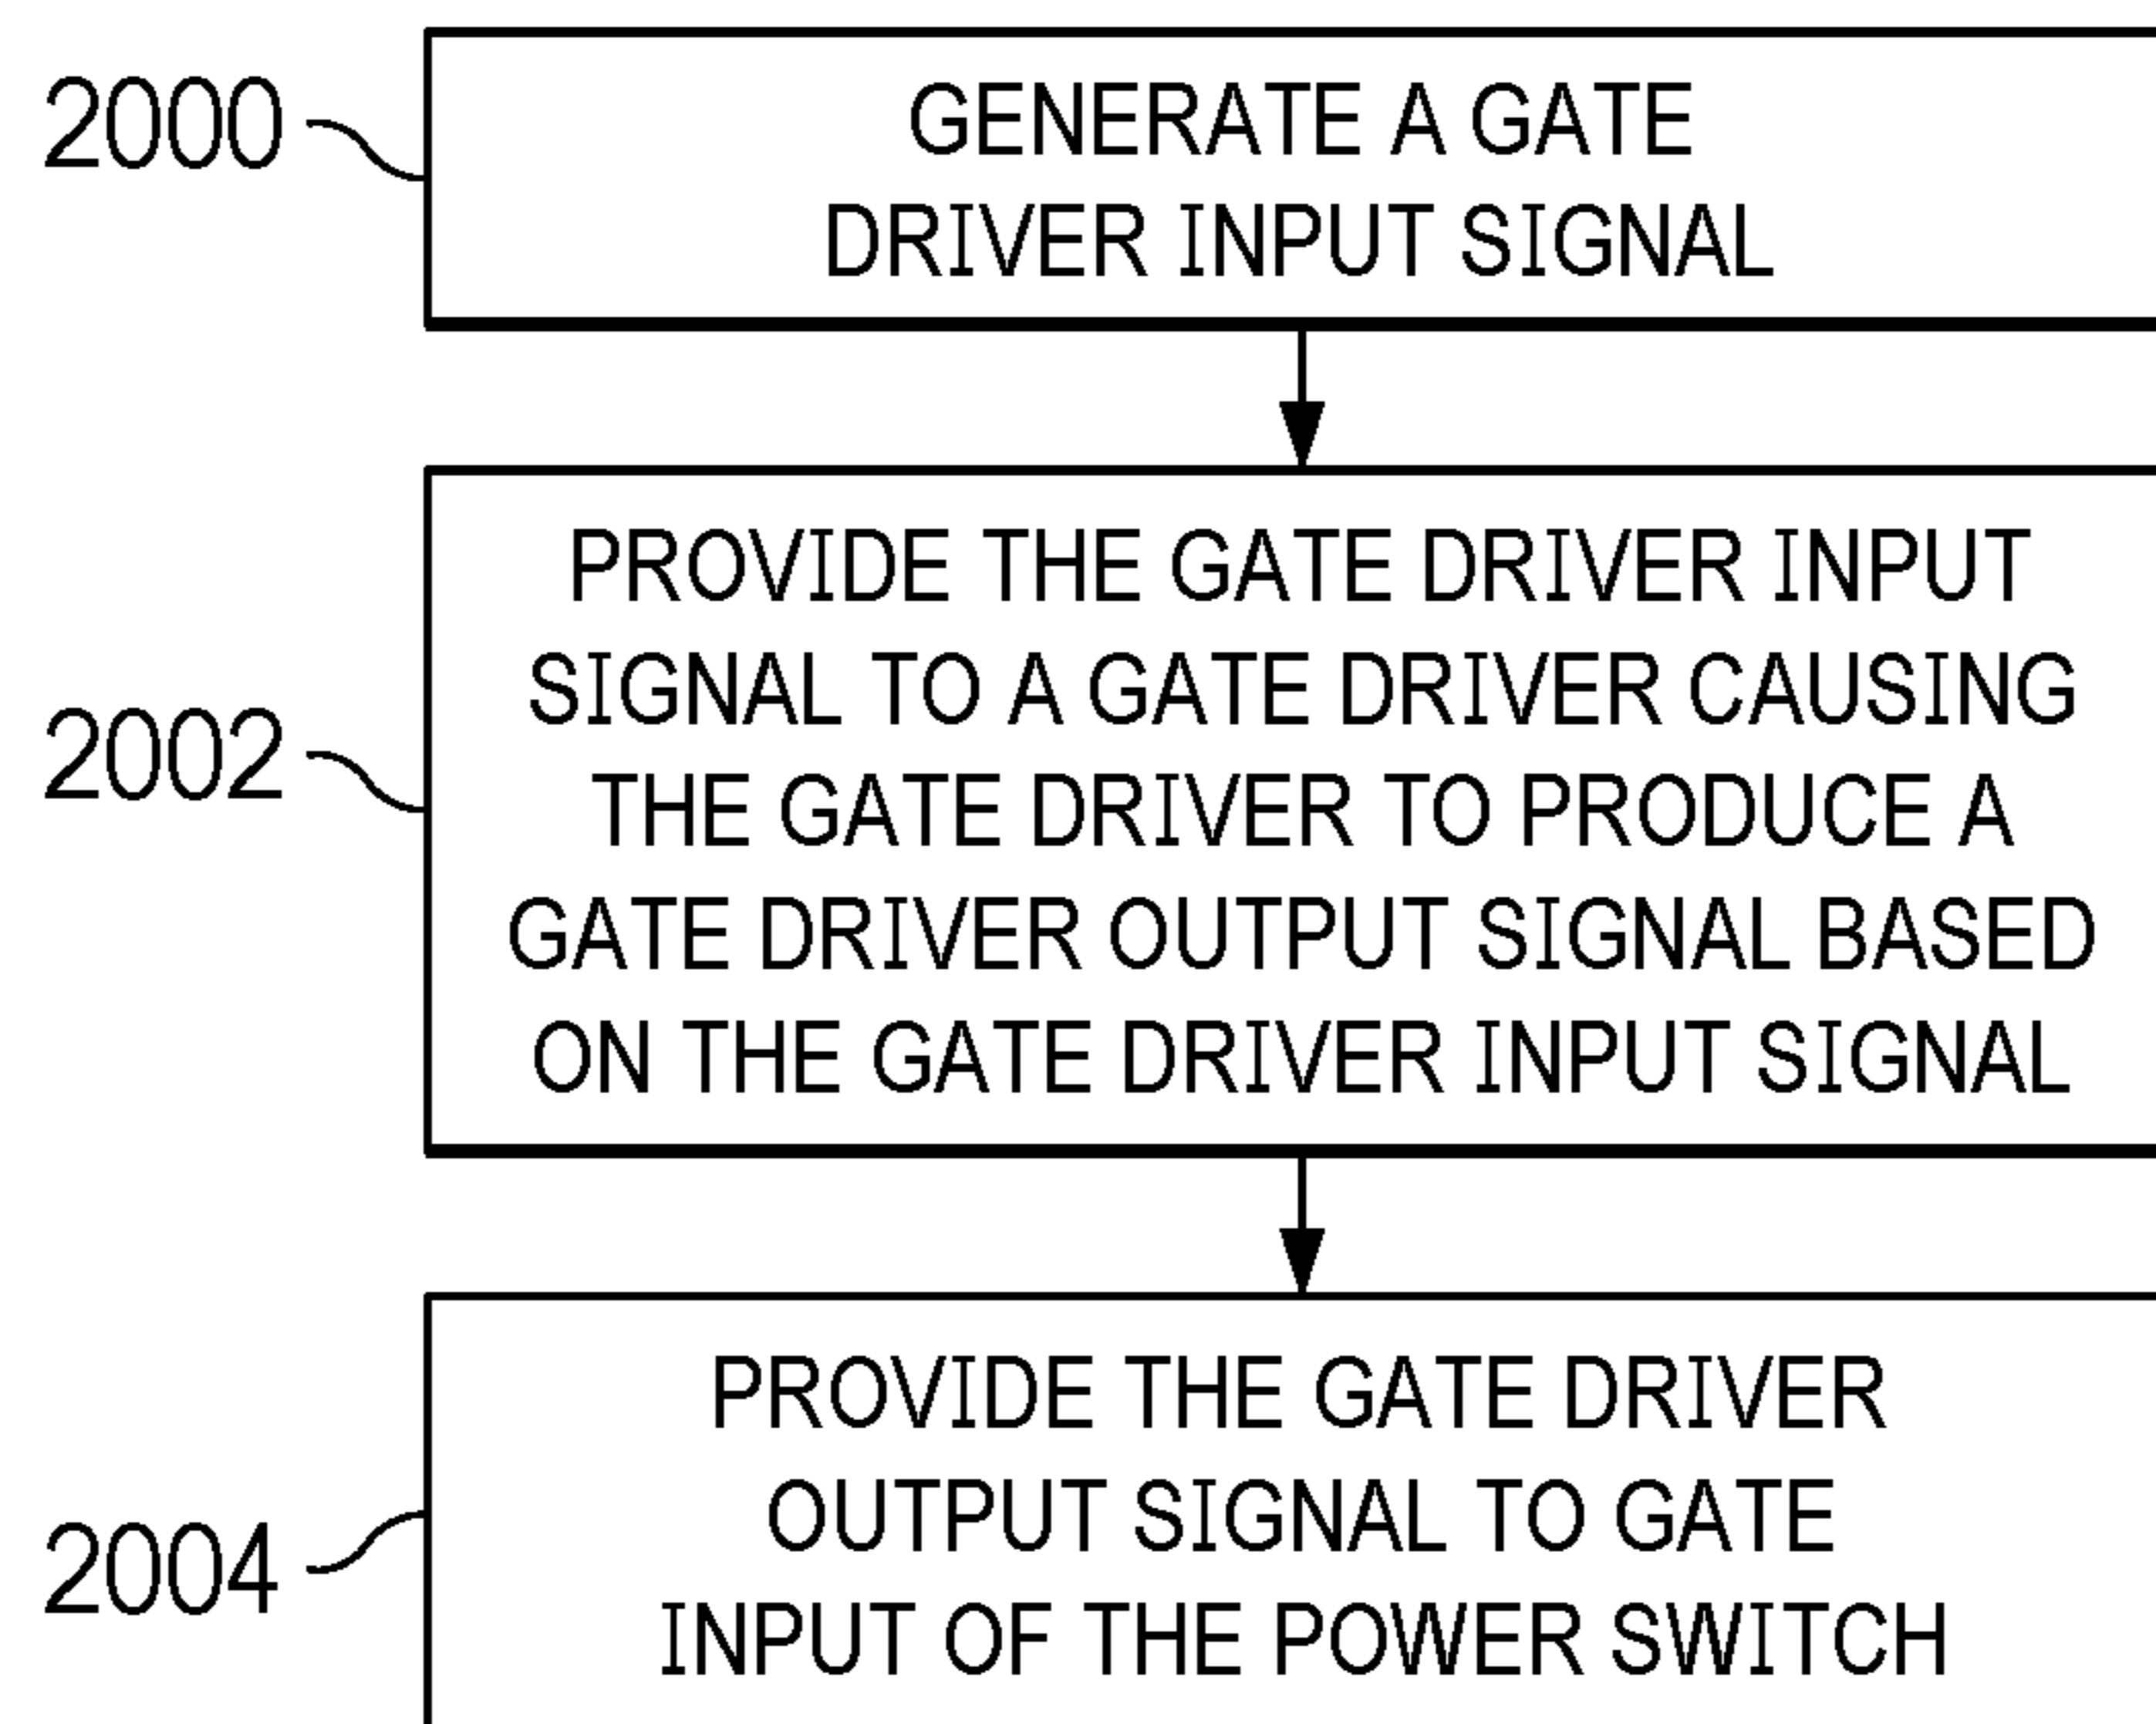 2000
GENERATE A GATE
DRIVER INPUT SIGNAL
2002
PROVIDE THE GATE DRIVER INPUT
SIGNAL TO A GATE DRIVER CAUSING
THE GATE DRIVER TO PRODUCE A
GATE DRIVER OUTPUT SIGNAL BASED
ON THE GATE DRIVER INPUT SIGNAL
2004
PROVIDE THE GATE DRIVER
OUTPUT SIGNAL TO GATE
INPUT OF THE POWER SWITCH